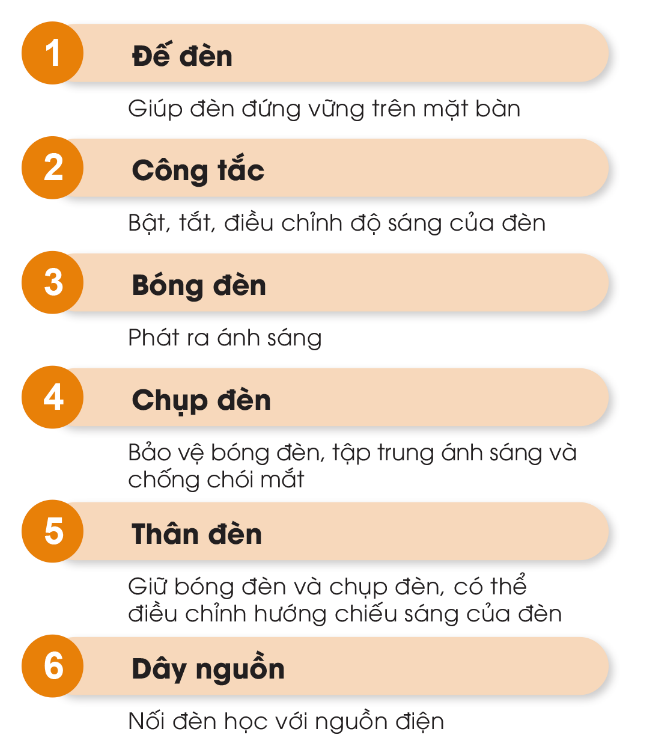 1 Đế đèn
Giúp đèn đứng vững trên mặt bàn
2 Công tắc
Bật, tắt, điều chỉnh độ sáng của đèn
3 Bóng đèn
Phát ra ánh sáng
4 Chụp đèn
Bảo vệ bóng đèn, tập trung ánh sáng và
chống chói mắt
5 Thân đèn
Giữ bóng đèn và chụp đèn, có thể
điều chỉnh hướng chiếu sáng của đèn
6 Dây nguồn
Nối đèn học với nguồn điện